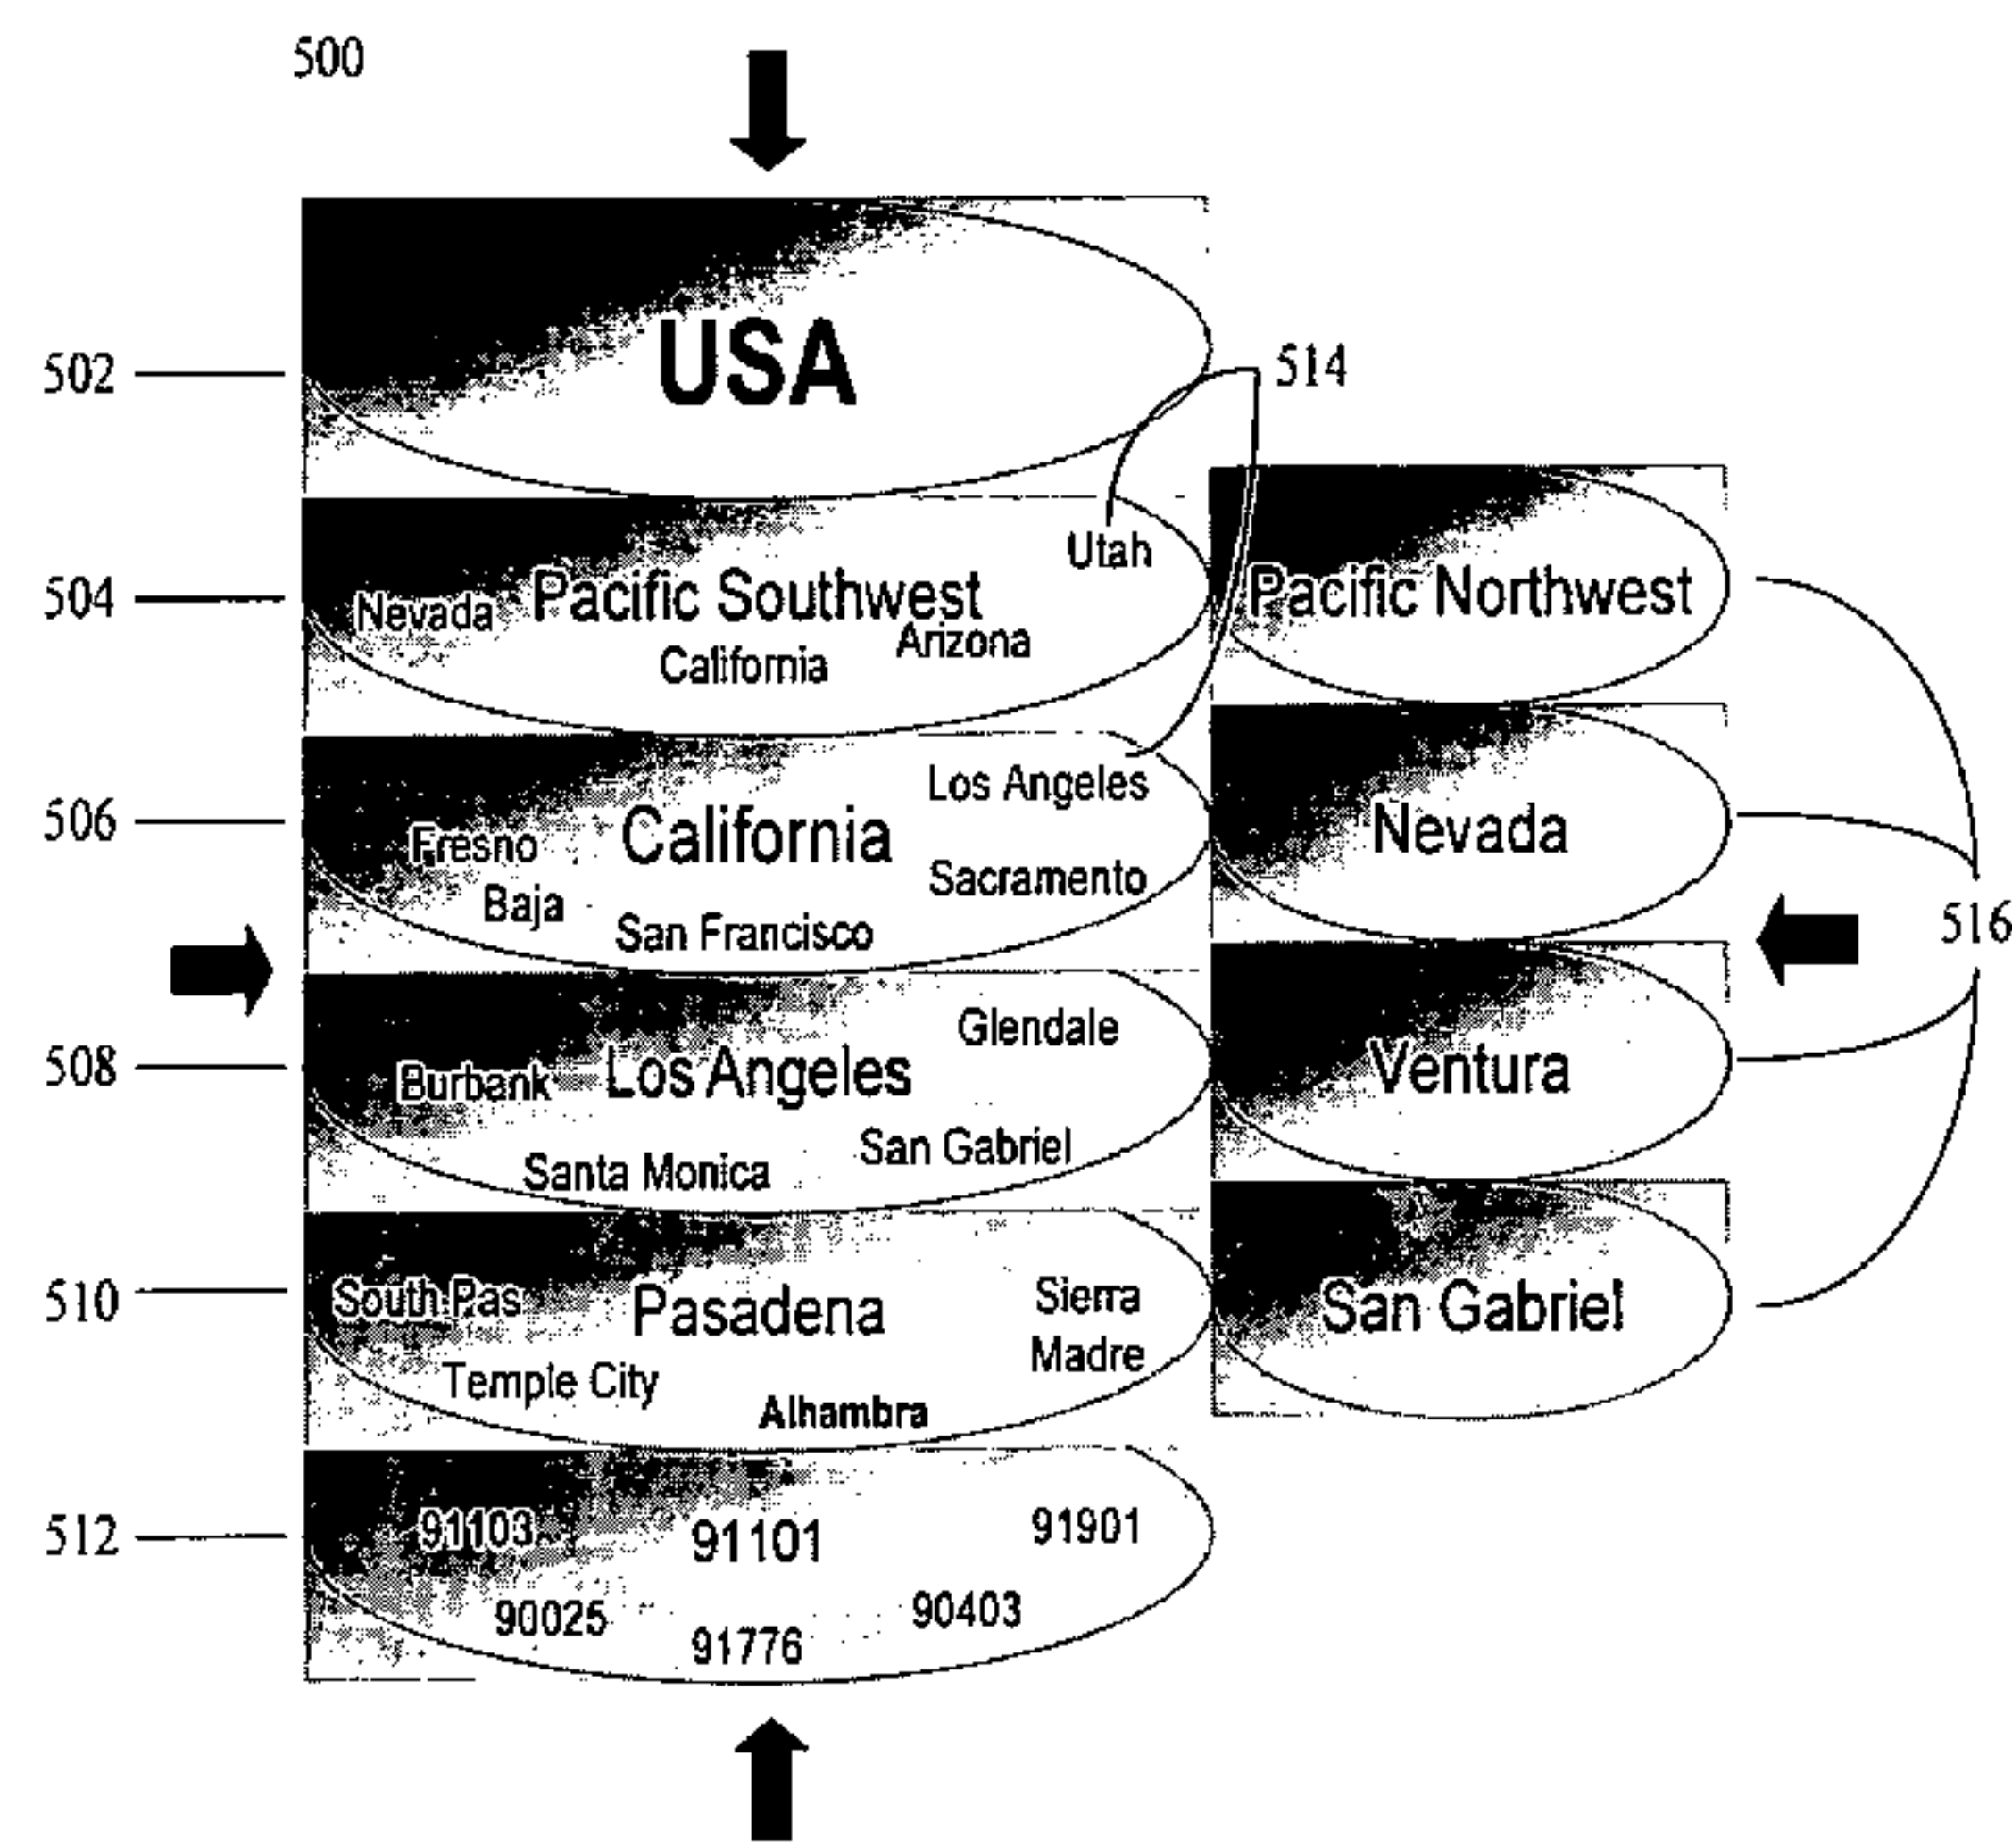 500
USA
502
514
Utah
504
Nevada
Pacific Southwest
Arizona
California
Pacific Northwest
Los Angeles
506
Fresno
California
Sacramento
Baja
San Francisco
Nevada
516
Glendale
508
Burbank
Los Angeles
San Gabriel
Santa Monica
Ventura
510
South Pas
Pasadena
Sierra
Madre
Temple City
Alhambra
San Gabriel
512
91103
91101
91901
90025
90403
91776